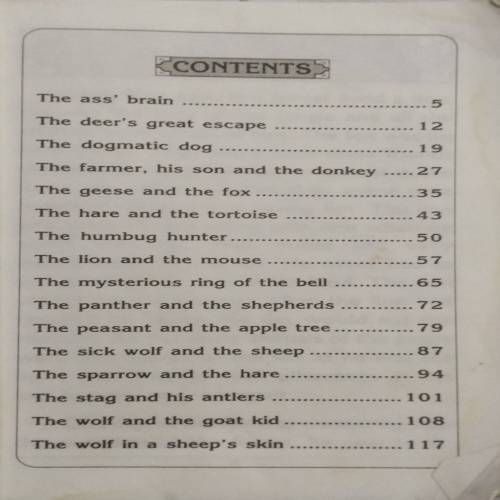 CONTENTS
The ass' brain ................................ 5
The deer's great escape .................. 12
The dogmatic dog .......................... 19
The farmer, his son and the donkey ..... 27
The geese and the fox ..................... 35
The hare and the tortoise ................ 43
The humbug hunter ........................ 50
The lion and the mouse ................... 57
The mysterious ring of the bell .......... 65
The panther and the shepherds ......... 72
The peasant and the apple tree ......... 79
The sick wolf and the sheep ............. 87
The sparrow and the hare ................ 94
The stag and his antlers ................. 101
The wolf and the goat kid ................ 108
The wolf in a sheep's skin ............... 117